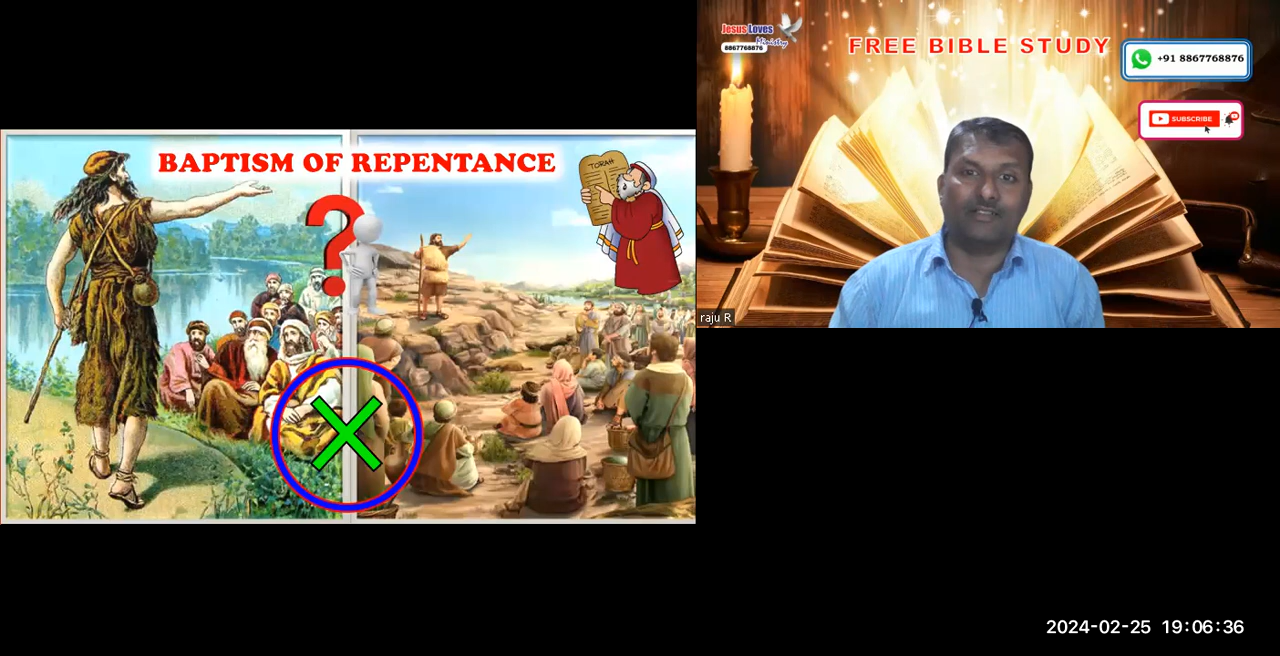 BAPTISM OF REPENTANCE
?
TORAH
Jesus Loves
Ministry
8867768876
FREE BIBLE STUDY
+91 8867768876
SUBSCRIBE
raju R
2024-02-25 19:06:36